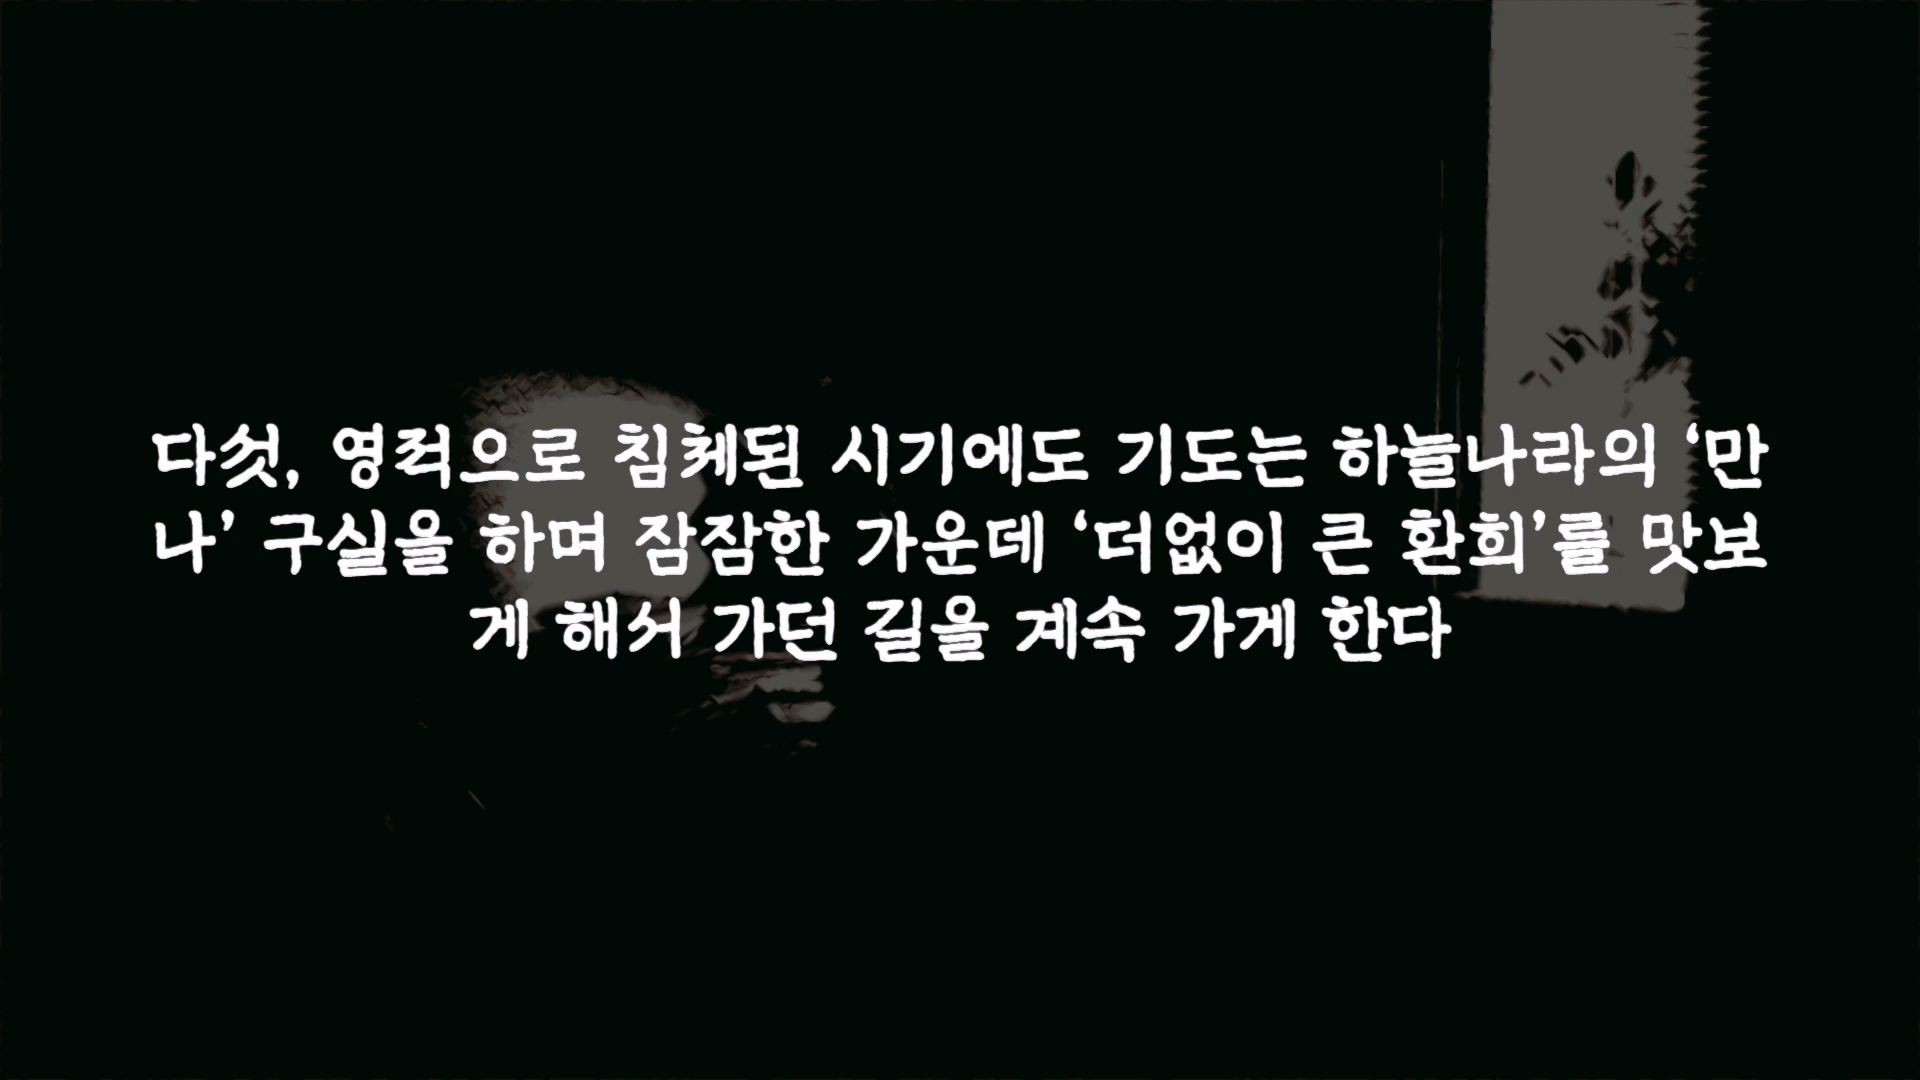 다섯, 영적으로 침체된 시기에도 기도는 하늘나라의 ‘만
나’ 구실을 하며 잠잠한 가운데 ‘더없이 큰 환희’를 맛보
게 해서 가던 길을 계속 가게 한다